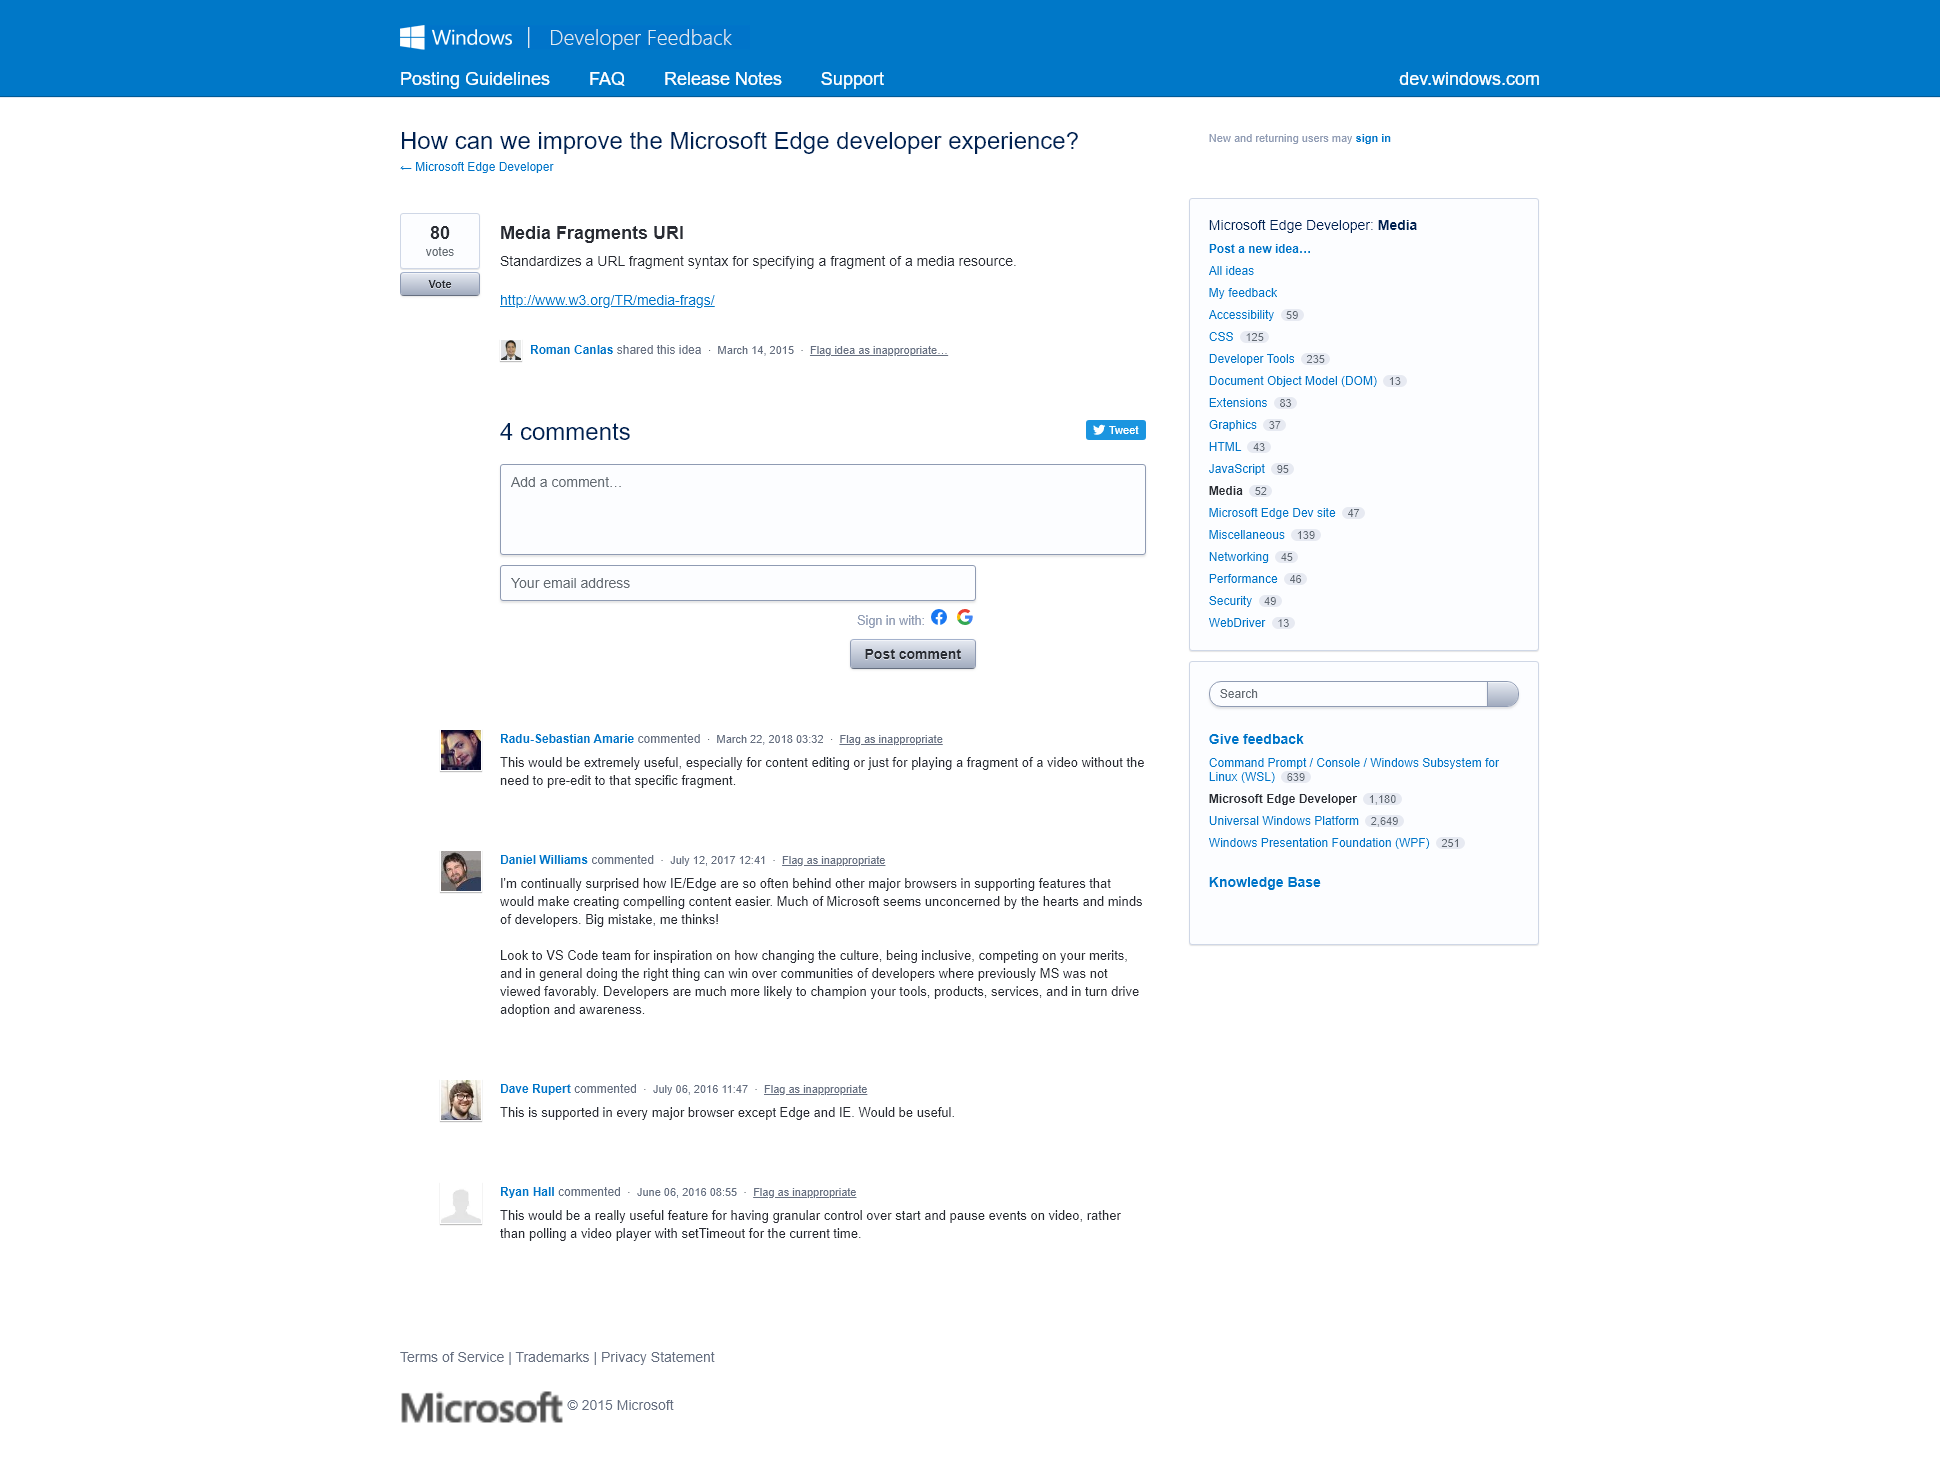 Windows | Developer Feedback
Posting Guidelines FAQ Release Notes Support dev.windows.com
How can we improve the Microsoft Edge developer experience?
← Microsoft Edge Developer
New and returning users may sign in
80
votes
Vote
Media Fragments URI
Standardizes a URL fragment syntax for specifying a fragment of a media resource.
http://www.w3.org/TR/media-frags/
Roman Canlas shared this idea · March 14, 2015 · Flag idea as inappropriate…
4 comments
Tweet
Add a comment…
Your email address
Sign in with:
Post comment
Radu-Sebastian Amarie commented · March 22, 2018 03:32 · Flag as inappropriate
This would be extremely useful, especially for content editing or just for playing a fragment of a video without the
need to pre-edit to that specific fragment.
Daniel Williams commented · July 12, 2017 12:41 · Flag as inappropriate
I'm continually surprised how IE/Edge are so often behind other major browsers in supporting features that
would make creating compelling content easier. Much of Microsoft seems unconcerned by the hearts and minds
of developers. Big mistake, me thinks!
Look to VS Code team for inspiration on how changing the culture, being inclusive, competing on your merits,
and in general doing the right thing can win over communities of developers where previously MS was not
viewed favorably. Developers are much more likely to champion your tools, products, services, and in turn drive
adoption and awareness.
Dave Rupert commented · July 06, 2016 11:47 · Flag as inappropriate
This is supported in every major browser except Edge and IE. Would be useful.
Ryan Hall commented · June 06, 2016 08:55 · Flag as inappropriate
This would be a really useful feature for having granular control over start and pause events on video, rather
than polling a video player with setTimeout for the current time.
Microsoft Edge Developer: Media
Post a new idea…
All ideas
My feedback
Accessibility 59
CSS 125
Developer Tools 235
Document Object Model (DOM) 13
Extensions 83
Graphics 37
HTML 43
JavaScript 95
Media 52
Microsoft Edge Dev site 47
Miscellaneous 139
Networking 45
Performance 46
Security 49
WebDriver 13
Search
Give feedback
Command Prompt / Console / Windows Subsystem for
Linux (WSL) 639
Microsoft Edge Developer 1,180
Universal Windows Platform 2,649
Windows Presentation Foundation (WPF) 251
Knowledge Base
Terms of Service | Trademarks | Privacy Statement
Microsoft © 2015 Microsoft